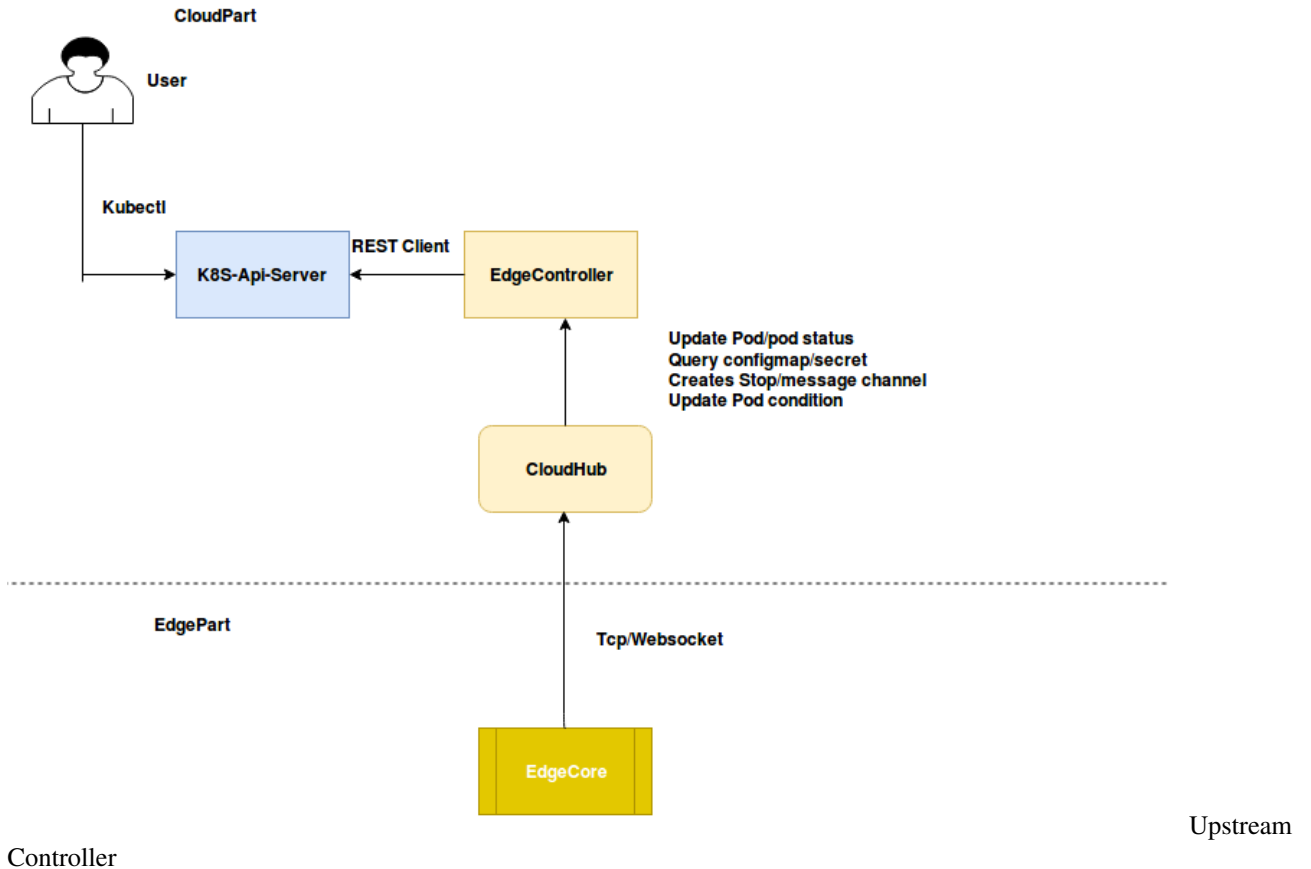 CloudPart
User
Kubectl
K8S-Api-Server
REST Client
EdgeController
Update Pod/pod status
Query configmap/secret
Creates Stop/message channel
Update Pod condition
CloudHub
EdgePart
Tcp/Websocket
EdgeCore
Upstream
Controller